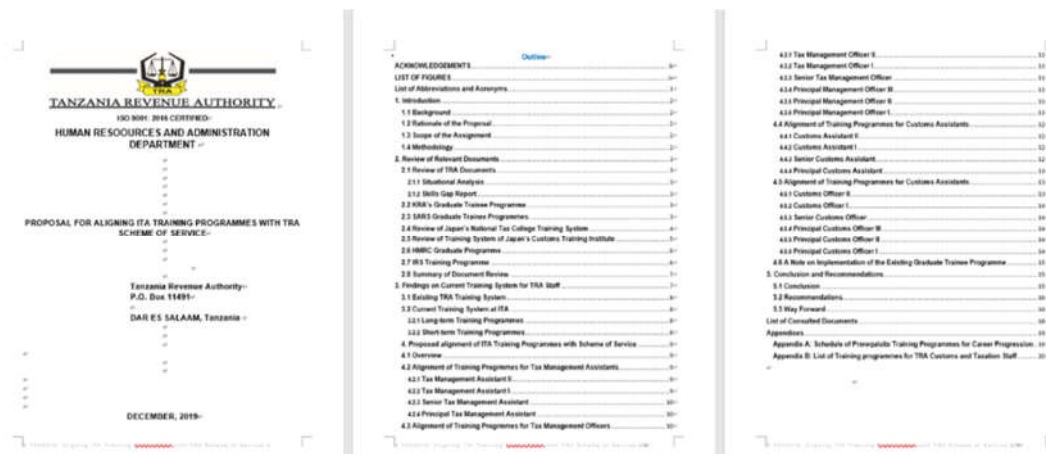 TRA
TANZANIA REVENUE AUTHORITY
ISO 9001: 2015 CERTIFIED
HUMAN RESOOURCES AND ADMINISTRATION
DEPARTMENT
PROPOSAL FOR ALIGNING ITA TRAINING PROGRAMMES WITH TRA
SCHEME OF SERVICE
Tanzania Revenue Authority
P.O. Box 11491
DAR ES SALAAM, Tanzania
DECEMBER, 2019
Outline
ACKNOWLEDGEMENTS
LIST OF FIGURES
List of Abbreviations and Acronyms
1. Introduction
1.1 Background
1.2 Rationale of the Proposal
1.3 Scope of the Assignment
1.4 Methodology
2. Review of Relevant Documents
2.1 Review of TRA Documents
2.1.1 Situational Analysis
2.1.2 Skills Gap Report
2.2 KRA's Graduate Trainee Programme
2.3 SARS Graduate Trainee Programmes
2.4 Review of Japan's National Tax College Training System
2.5 Review of Training System of Japan's Customs Training Institute
2.6 HMRC Graduate Programme
2.7 IRS Training Programme
2.8 Summary of Document Review
3. Findings on Current Training System for TRA Staff
3.1 Existing TRA Training System
3.2 Current Training System at ITA
3.2.1 Long-term Training Programmes
3.2.2 Short-term Training Programmes
4. Proposed alignment of ITA Training Programmes with Scheme of Service
4.1 Overview
4.2 Alignment of Training Programmes for Tax Management Assistants
4.2.1 Tax Management Assistant II
4.2.2 Tax Management Assistant I
4.2.3 Senior Tax Management Assistant
4.2.4 Principal Tax Management Assistant
4.3 Alignment of Training Programmes for Tax Management Officers
4.3.1 Tax Management Officer II
4.3.2 Tax Management Officer I
4.3.3 Senior Tax Management Officer
4.3.4 Principal Management Officer III
4.3.5 Principal Management Officer II
4.3.6 Principal Management Officer I
4.4 Alignment of Training Programmes for Customs Assistants
4.4.1 Customs Assistant II
4.4.2 Customs Assistant I
4.4.3 Senior Customs Assistant
4.4.4 Principal Customs Assistant
4.5 Alignment of Training Programmes for Customs Assistants
4.5.1 Customs Officer II
4.5.2 Customs Officer I
4.5.3 Senior Customs Officer
4.5.4 Principal Customs Officer III
4.5.5 Principal Customs Officer II
4.5.6 Principal Customs Officer I
4.6 A Note on Implementation of the Existing Graduate Trainee Programme
5. Conclusion and Recommendations
5.1 Conclusion
5.2 Recommendations
5.3 Way Forward
List of Consulted Documents
Appendices
Appendix A: Schedule of Prerequisite Training Programmes for Career Progression
Appendix B: List of Training programmes for TRA Customs and Taxation Staff